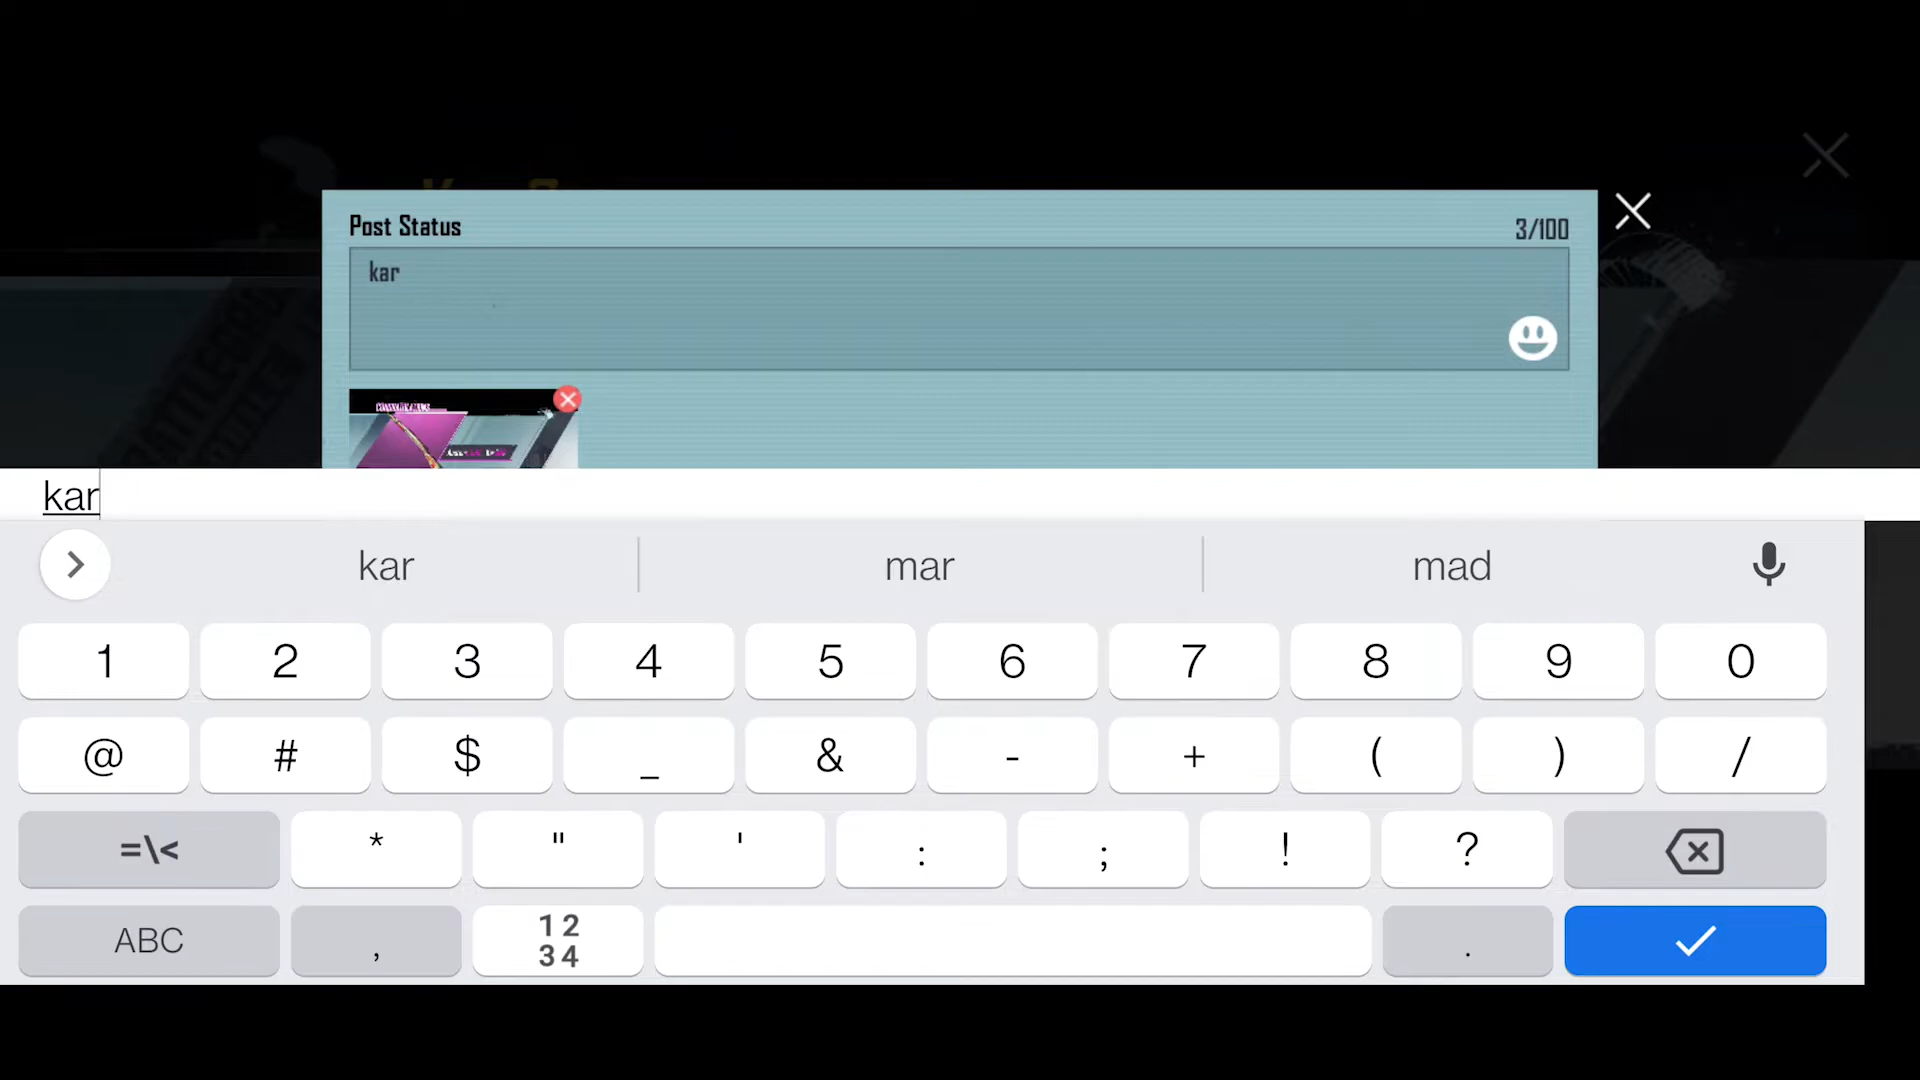 Post Status
3/100
kar
kar
kar
mar
mad
1 2 3 4 5 6 7 8 9 0
@ # $ _ & - + ( ) /
=\< * " ' : ; ! ?
ABC , 12 .
34